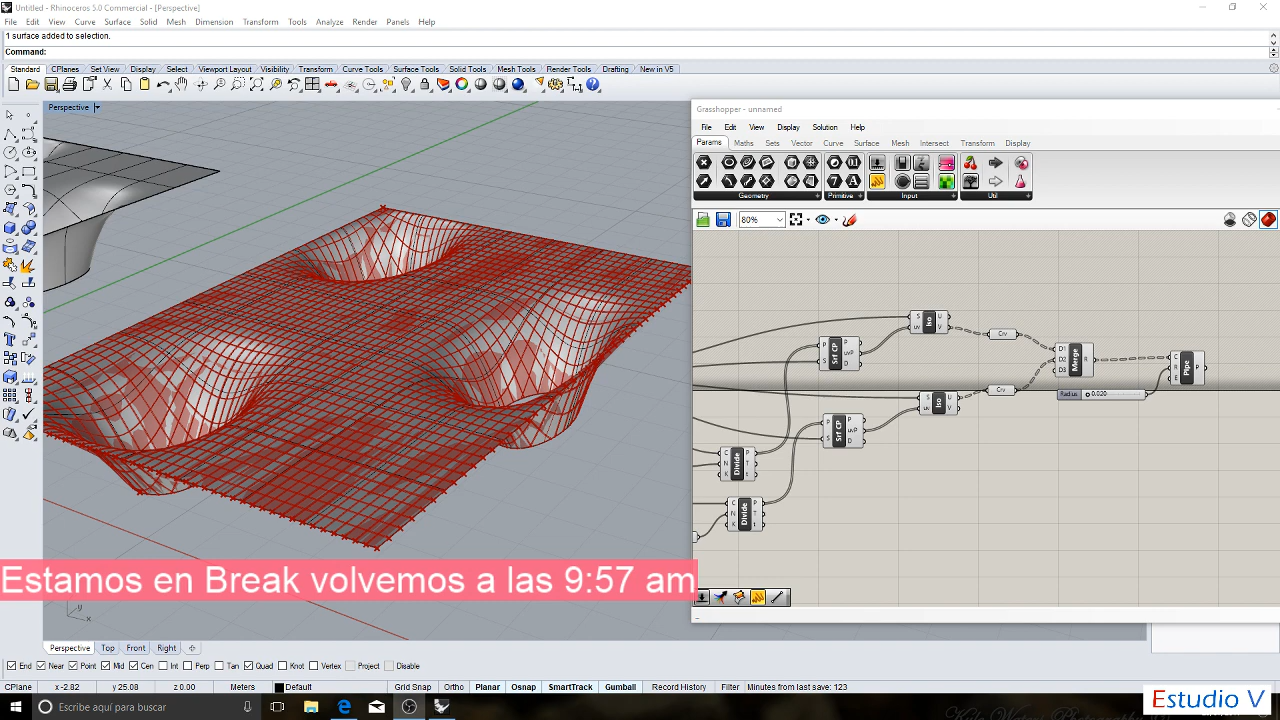 Untitled - Rhinoceros 5.0 Commercial - [Perspective]
File Edit View Curve Surface Solid Mesh Dimension Transform Tools Analyze Render Panels Help
1 surface added to selection.
Command:
Standard CPlanes Set View Display Select Viewport Layout Visibility Transform Curve Tools Surface Tools Solid Tools Mesh Tools Render Tools Drafting New in V5
Perspective
Grasshopper - unnamed
File Edit View Display Solution Help
Params Maths Sets Vector Curve Surface Mesh Intersect Transform Display
Geometry Primitive Input Util
80%
S uv Iso U V
Crv
P S Srf CP P uvP D
D1 D2 D3 Merge R
C R E Pipe P
Crv
Radius 0.020
S uv Iso U V
P S Srf CP P uvP D
C N K Divide P T t
C N K Divide P T t
Estamos en Break volvemos a las 9:57 am
y
x
Perspective Top Front Right
End Near Point Mid Cen Int Perp Tan Quad Knot Vertex Project Disable
CPlane x -2.82 y 25.08 z 0.00 Meters Default Grid Snap Ortho Planar Osnap SmartTrack Gumball Record History Filter Minutes from last save: 123
Escribe aquí para buscar
Estudio V